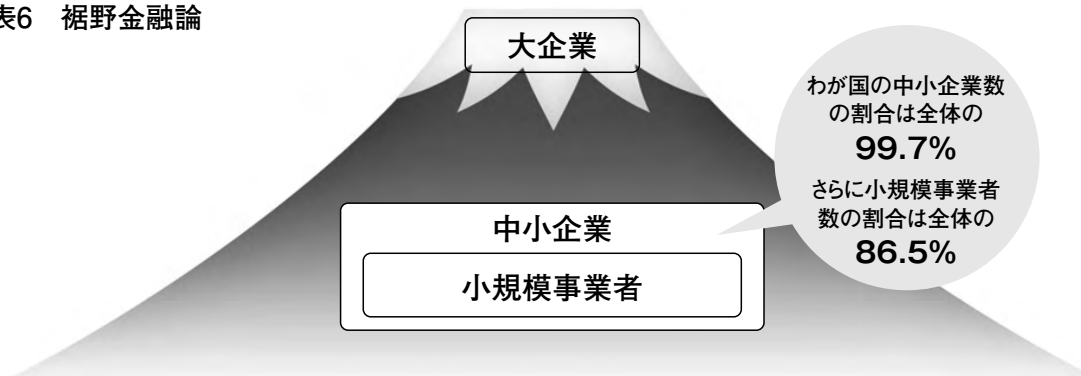 表6 裾野金融論
大企業
わが国の中小企業数
の割合は全体の
99.7%
さらに小規模事業者
数の割合は全体の
86.5%
中小企業
小規模事業者